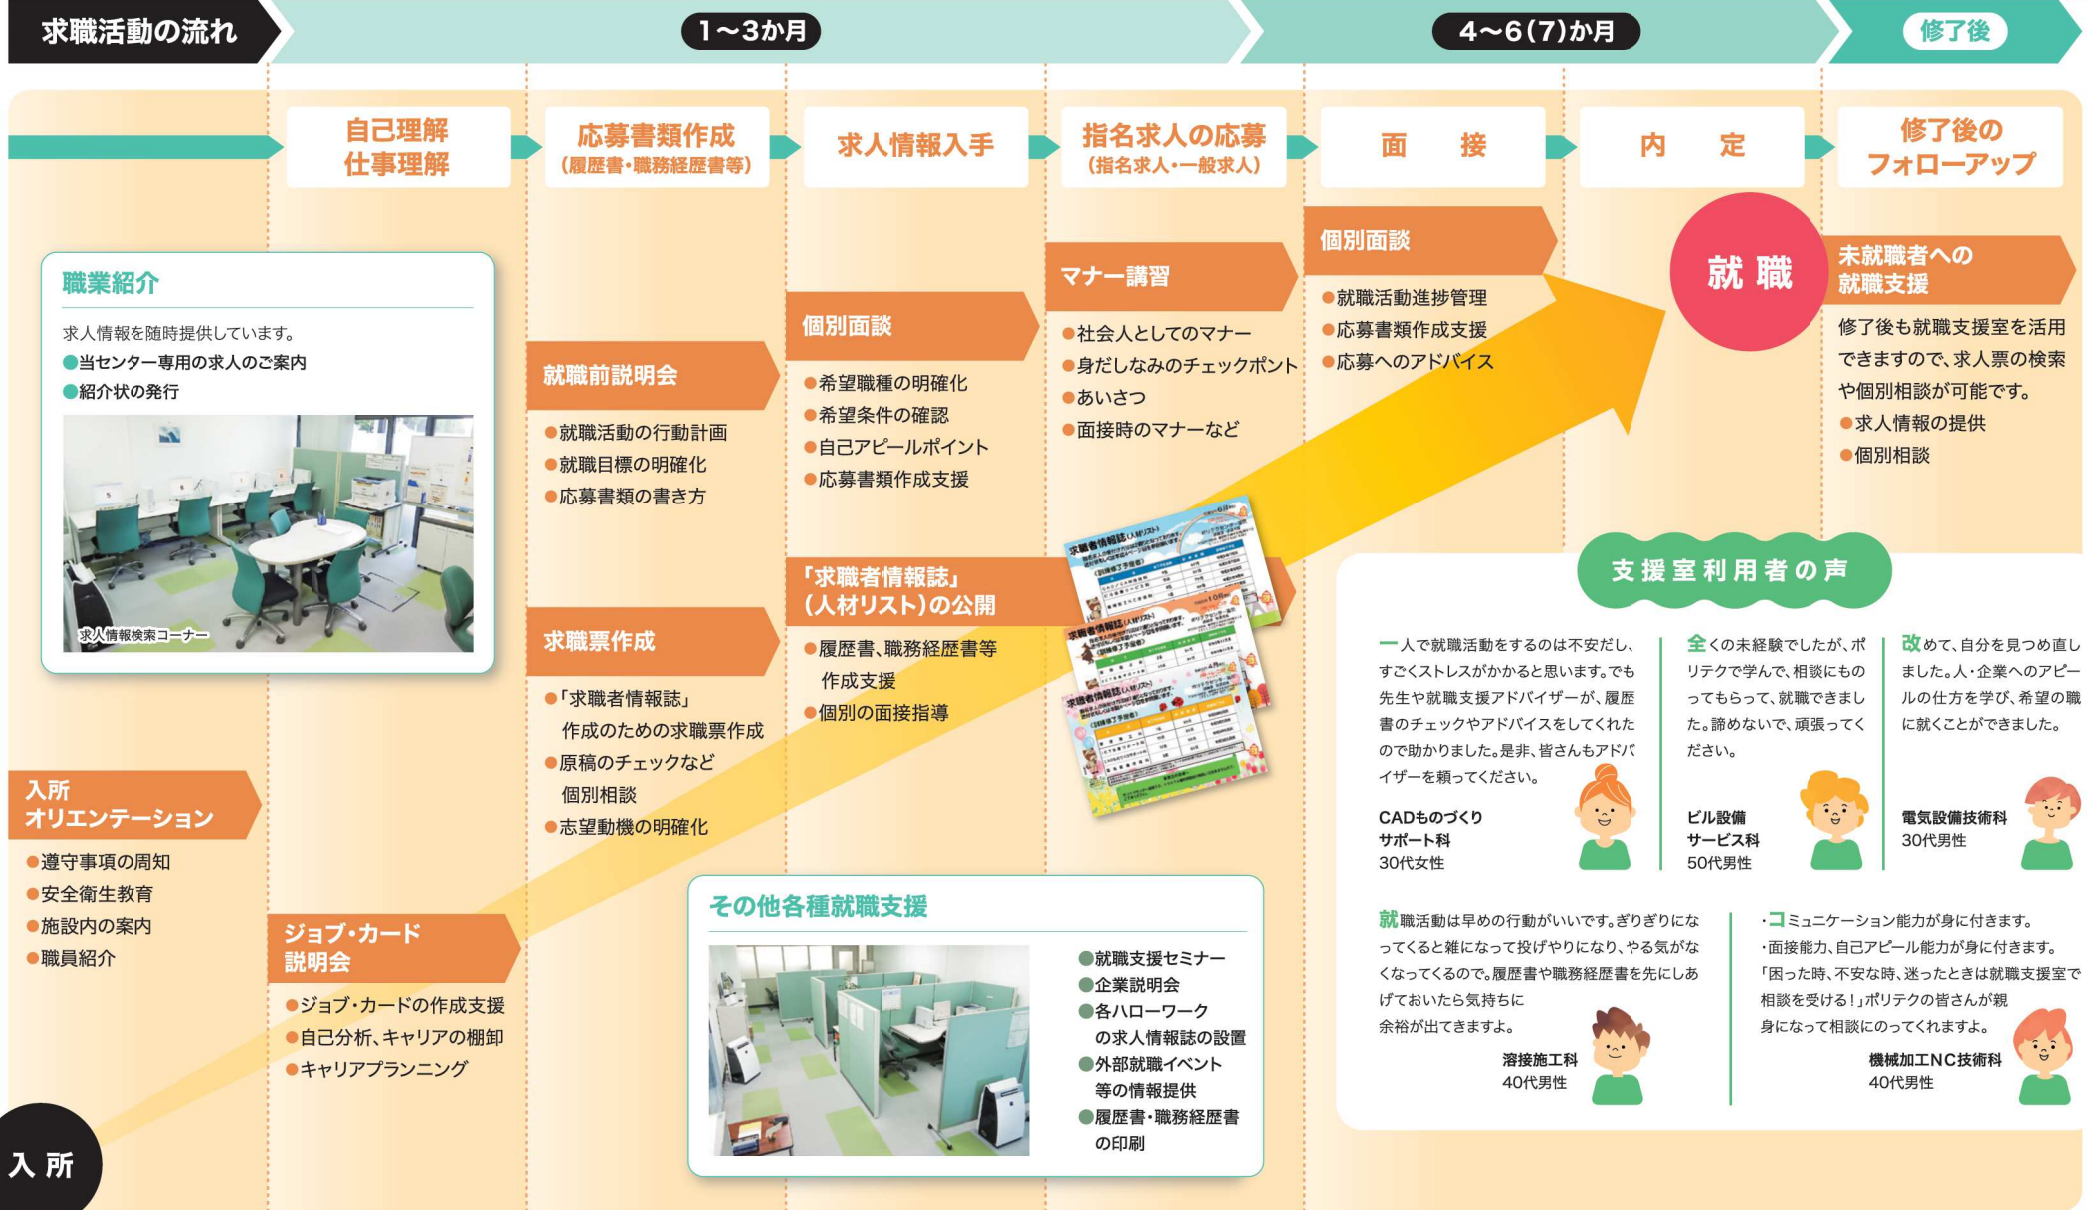 求職活動の流れ
1〜3か月
4〜6(7)か月
修了後
自己理解
仕事理解
応募書類作成
(履歴書・職務経歴書等)
求人情報入手
指名求人の応募
(指名求人・一般求人)
面　接
内　定
修了後の
フォローアップ
職業紹介
求人情報を随時提供しています。
●当センター専用の求人のご案内
●紹介状の発行
求人情報検索コーナー
入所
オリエンテーション
●遵守事項の周知
●安全衛生教育
●施設内の案内
●職員紹介
入所
ジョブ・カード
説明会
●ジョブ・カードの作成支援
●自己分析、キャリアの棚卸
●キャリアプランニング
就職前説明会
●就職活動の行動計画
●就職目標の明確化
●応募書類の書き方
求職票作成
●「求職者情報誌」
作成のための求職票作成
●原稿のチェックなど
個別相談
●志望動機の明確化
個別面談
●希望職種の明確化
●希望条件の確認
●自己アピールポイント
●応募書類作成支援
「求職者情報誌」
(人材リスト)の公開
●履歴書、職務経歴書等
作成支援
●個別の面接指導
マナー講習
●社会人としてのマナー
●身だしなみのチェックポント
●あいさつ
●面接時のマナーなど
求職者情報誌(人材リスト)
求職者情報誌(人材リスト)
求職者情報誌(人材リスト)
個別面談
●就職活動進捗管理
●応募書類作成支援
●応募へのアドバイス
就職
未就職者への
就職支援
修了後も就職支援室を活用
できますので、求人票の検索
や個別相談が可能です。
●求人情報の提供
●個別相談
その他各種就職支援
●就職支援セミナー
●企業説明会
●各ハローワーク
の求人情報誌の設置
●外部就職イベント
等の情報提供
●履歴書・職務経歴書
の印刷
支援室利用者の声
一人で就職活動をするのは不安だし、
すごくストレスがかかると思います。でも
先生や就職支援アドバイザーが、履歴
書のチェックやアドバイスをしてくれた
ので助かりました。是非、皆さんもアドバ
イザーを頼ってください。
CADものづくり
サポート科
30代女性
全くの未経験でしたが、ポ
リテクで学んで、相談にもの
ってもらって、就職できまし
た。諦めないで、頑張ってく
ださい。
ビル設備
サービス科
50代男性
改めて、自分を見つめ直し
ました。人・企業へのアピー
ルの仕方を学び、希望の職
に就くことができました。
電気設備技術科
30代男性
就職活動は早めの行動がいいです。ぎりぎりにな
ってくると雑になって投げやりになり、やる気がな
くなってくるので。履歴書や職務経歴書を先にしあ
げておいたら気持ちに
余裕が出てきますよ。
溶接施工科
40代男性
・コミュニケーション能力が身に付きます。
・面接能力、自己アピール能力が身に付きます。
「困った時、不安な時、迷ったときは就職支援室で
相談を受ける!」ポリテクの皆さんが親
身になって相談にのってくれますよ。
機械加工NC技術科
40代男性